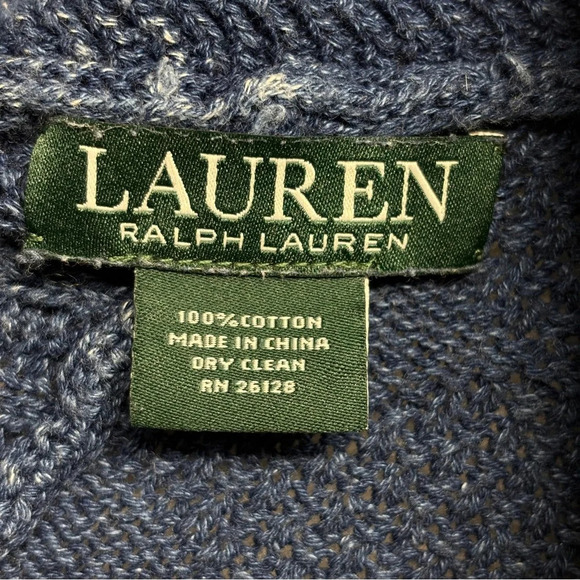 LAUREN
RALPH LAUREN
100% COTTON
MADE IN CHINA
DRY CLEAN
RN 26128